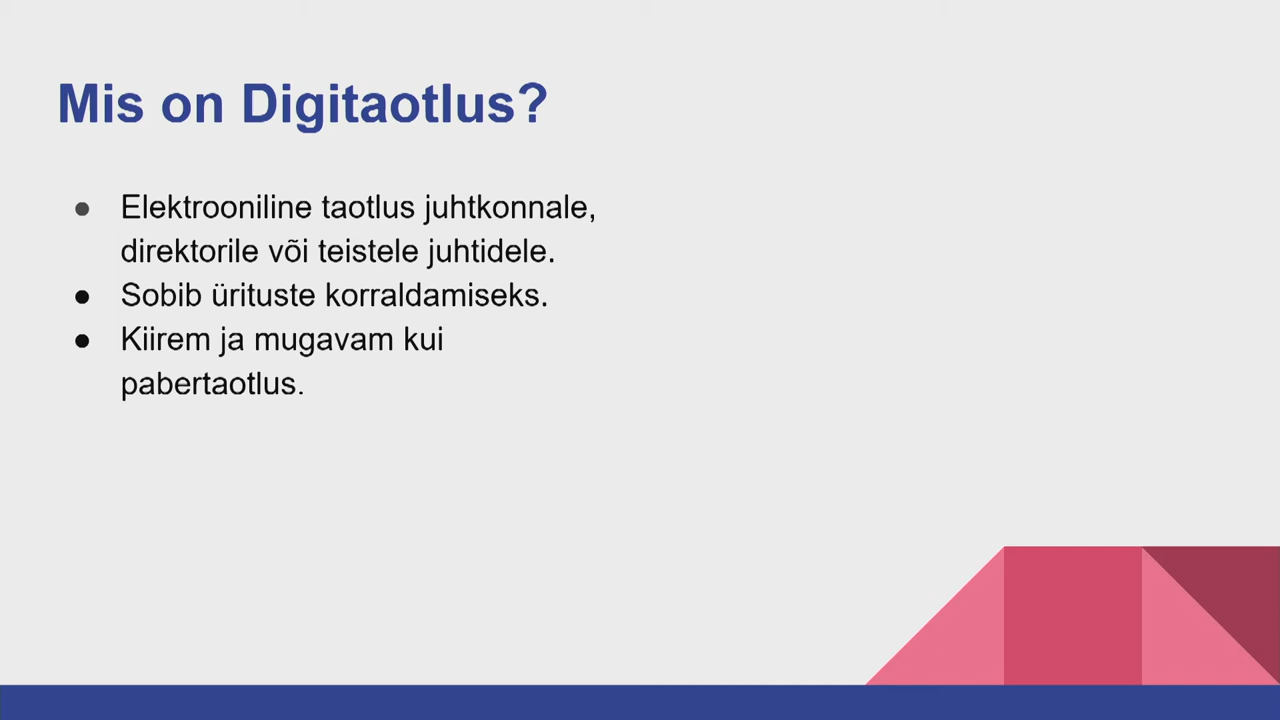 Mis on Digitaotlus?
● Elektrooniline taotlus juhtkonnale,
direktorile või teistele juhtidele.
● Sobib ürituste korraldamiseks.
● Kiirem ja mugavam kui
pabertaotlus.